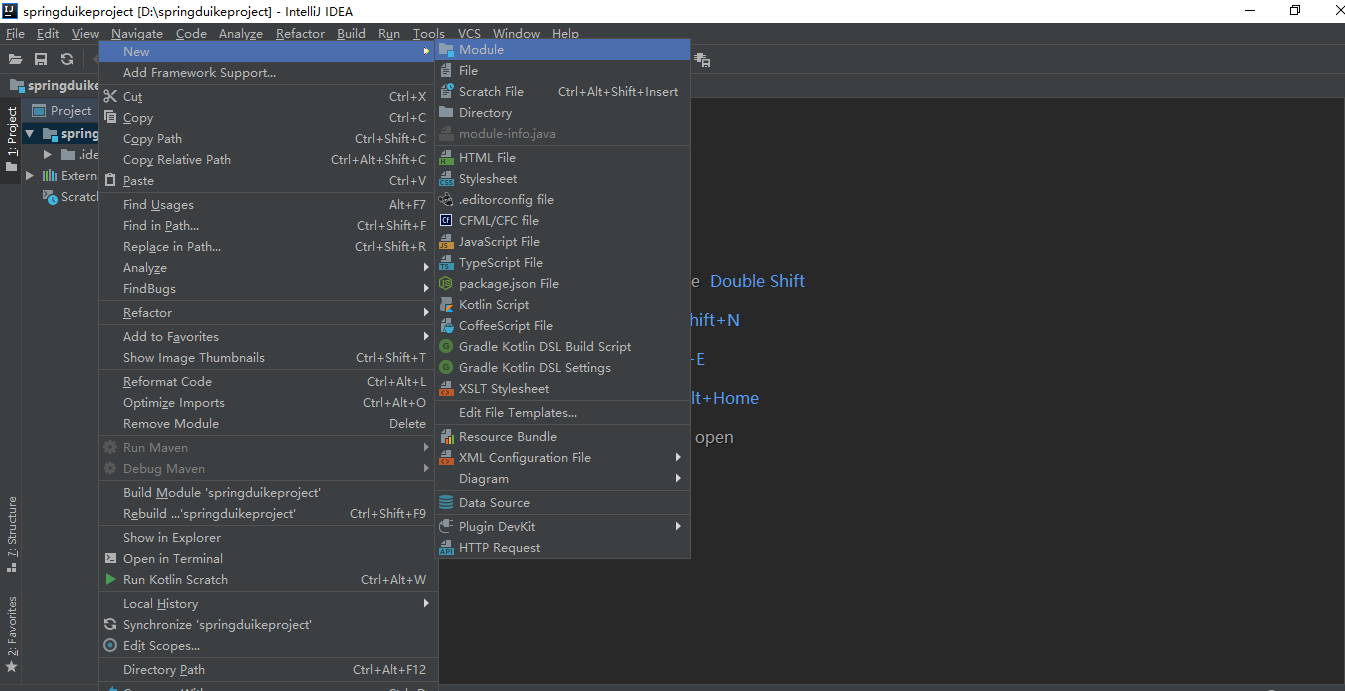 springduikeproject [D:\springduikeproject] - IntelliJ IDEA
File Edit View Navigate Code Analyze Refactor Build Run Tools VCS Window Help
springduike
1: Project
Project
spring
.ide
Extern
Scratch
7: Structure
2: Favorites
New
Add Framework Support...
Cut Ctrl+X
Copy Ctrl+C
Copy Path Ctrl+Shift+C
Copy Relative Path Ctrl+Alt+Shift+C
Paste Ctrl+V
Find Usages Alt+F7
Find in Path... Ctrl+Shift+F
Replace in Path... Ctrl+Shift+R
Analyze
FindBugs
Refactor
Add to Favorites
Show Image Thumbnails Ctrl+Shift+T
Reformat Code Ctrl+Alt+L
Optimize Imports Ctrl+Alt+O
Remove Module Delete
Run Maven
Debug Maven
Build Module 'springduikeproject'
Rebuild ...'springduikeproject' Ctrl+Shift+F9
Show in Explorer
Open in Terminal
Run Kotlin Scratch Ctrl+Alt+W
Local History
Synchronize 'springduikeproject'
Edit Scopes...
Directory Path Ctrl+Alt+F12
Module
File
Scratch File Ctrl+Alt+Shift+Insert
Directory
module-info.java
HTML File
Stylesheet
.editorconfig file
CFML/CFC file
JavaScript File
TypeScript File
package.json File
Kotlin Script
CoffeeScript File
Gradle Kotlin DSL Build Script
Gradle Kotlin DSL Settings
XSLT Stylesheet
Edit File Templates...
Resource Bundle
XML Configuration File
Diagram
Data Source
Plugin DevKit
HTTP Request
e Double Shift
hift+N
-E
lt+Home
open